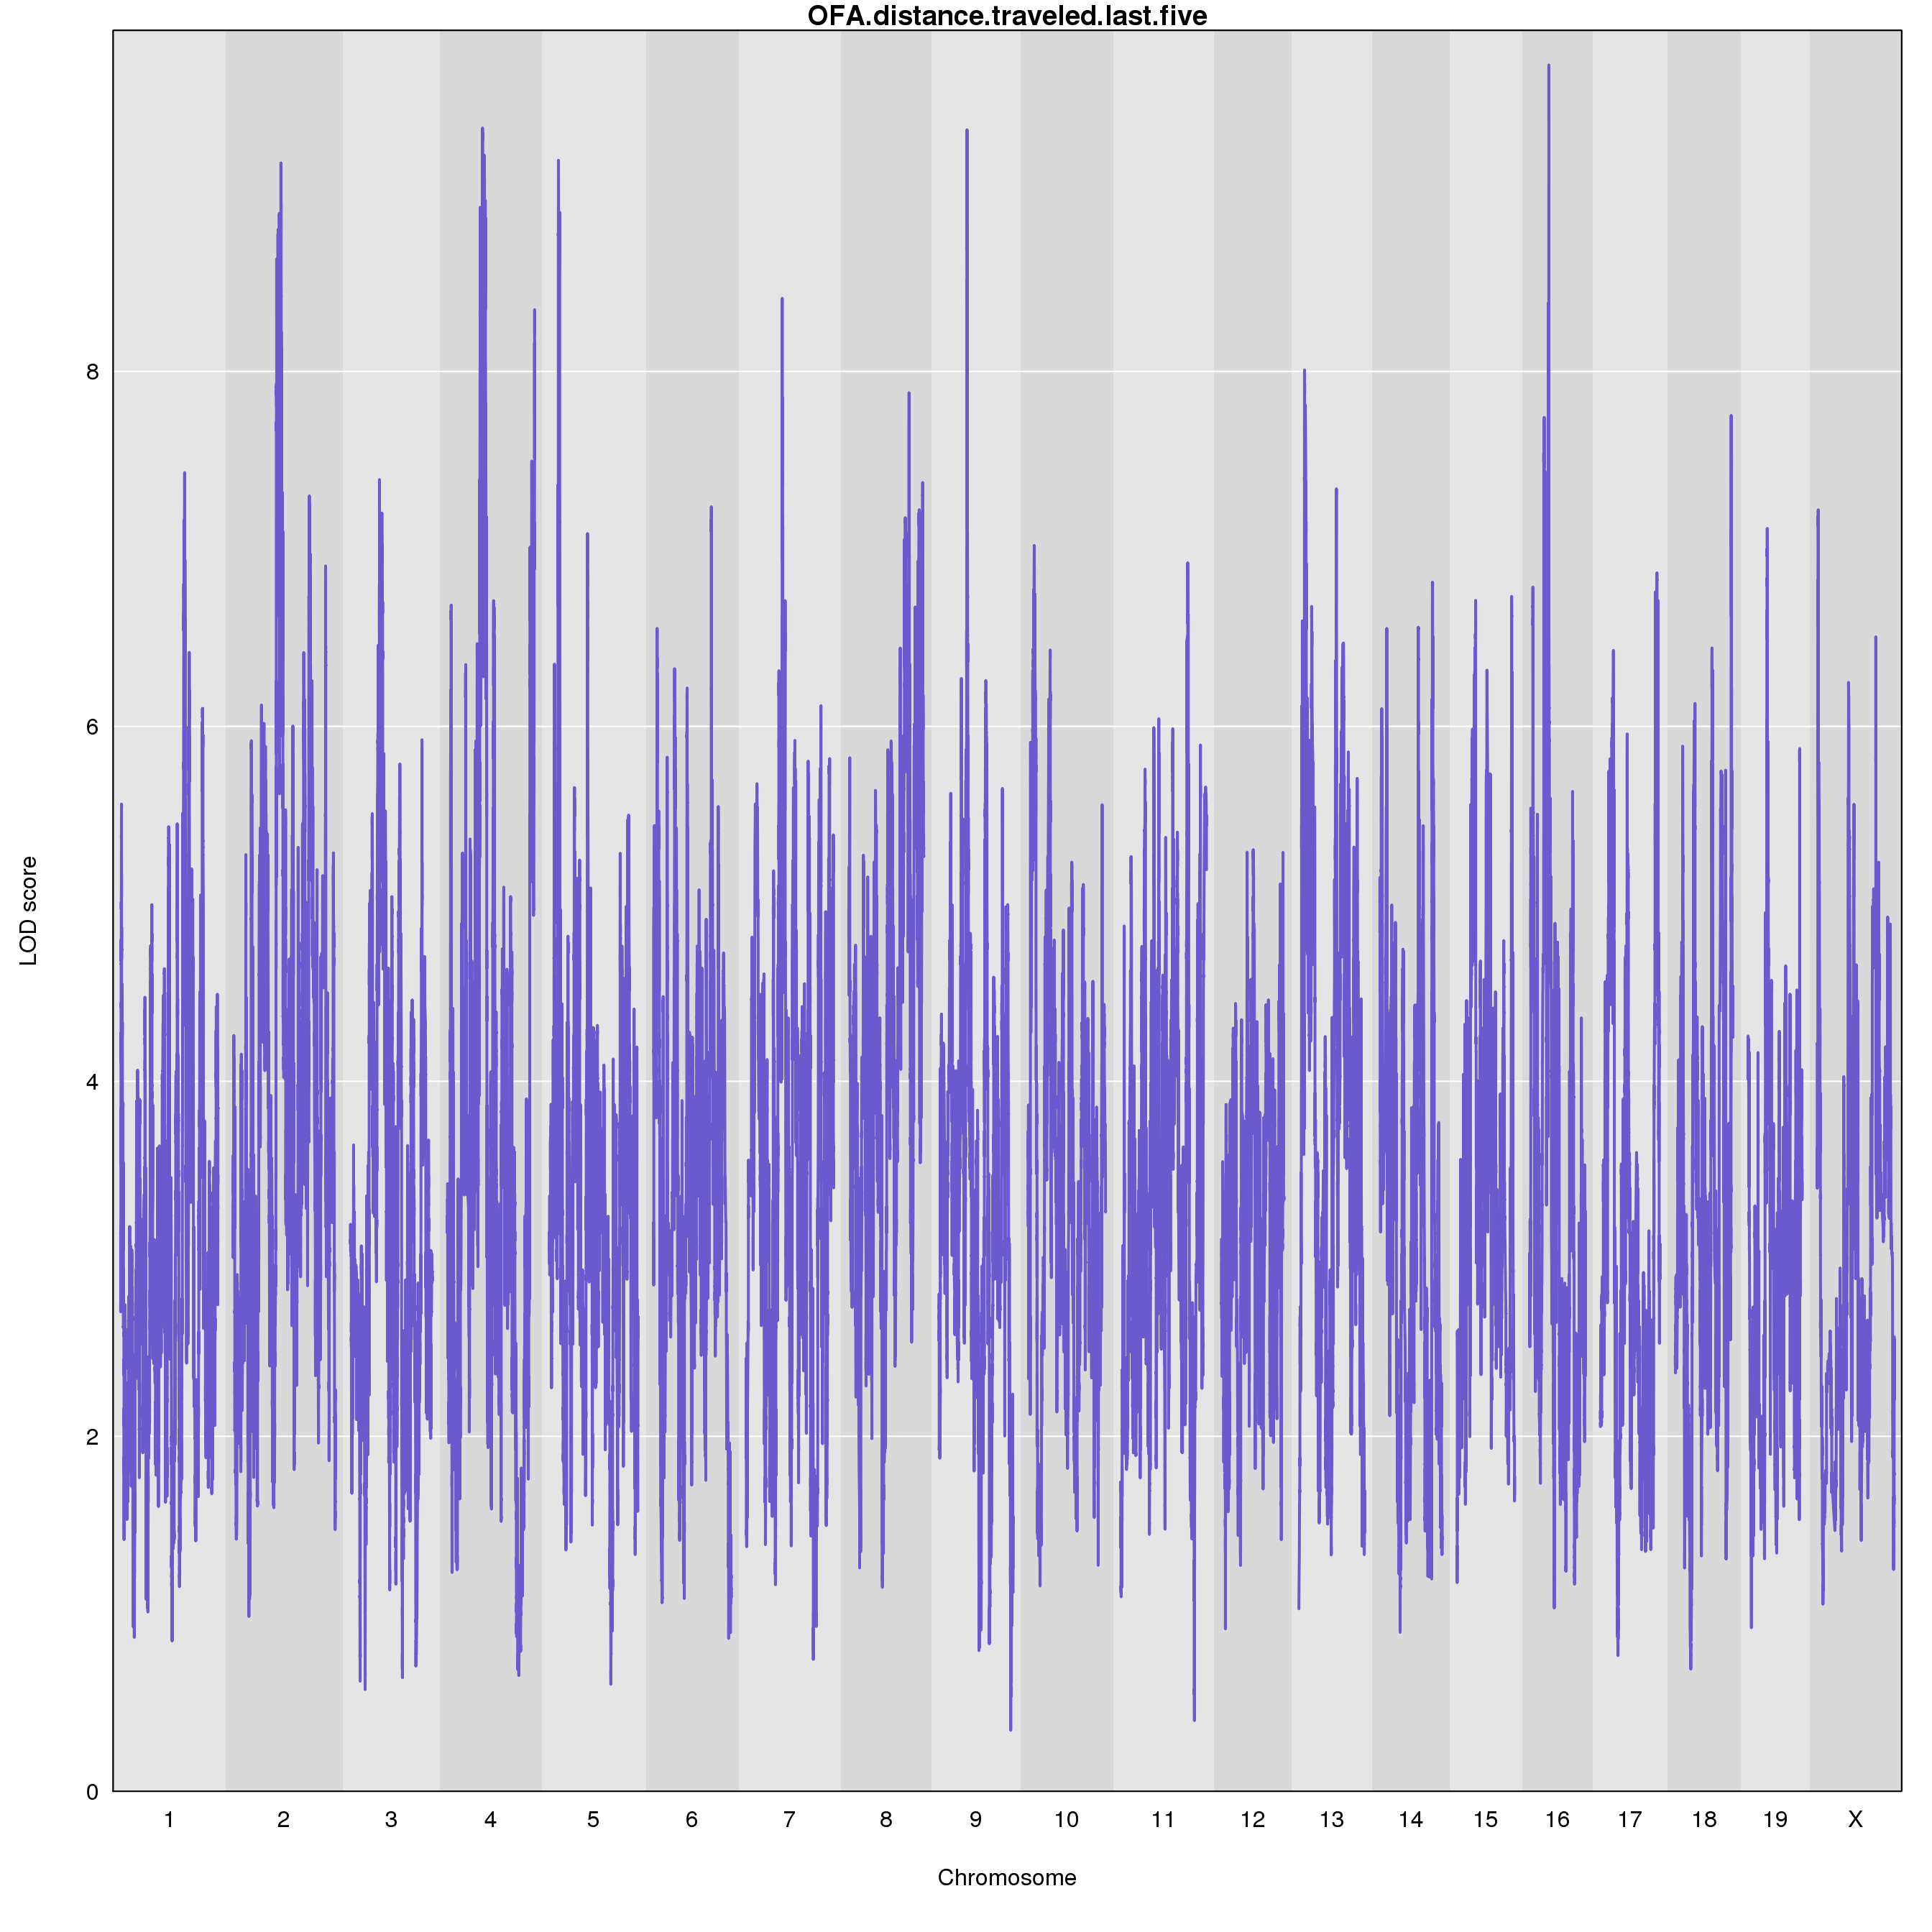 OFA.distance.traveled.last.five
LOD score
8
6
4
2
0
1 2 3 4 5 6 7 8 9 10 11 12 13 14 15 16 17 18 19 X
Chromosome